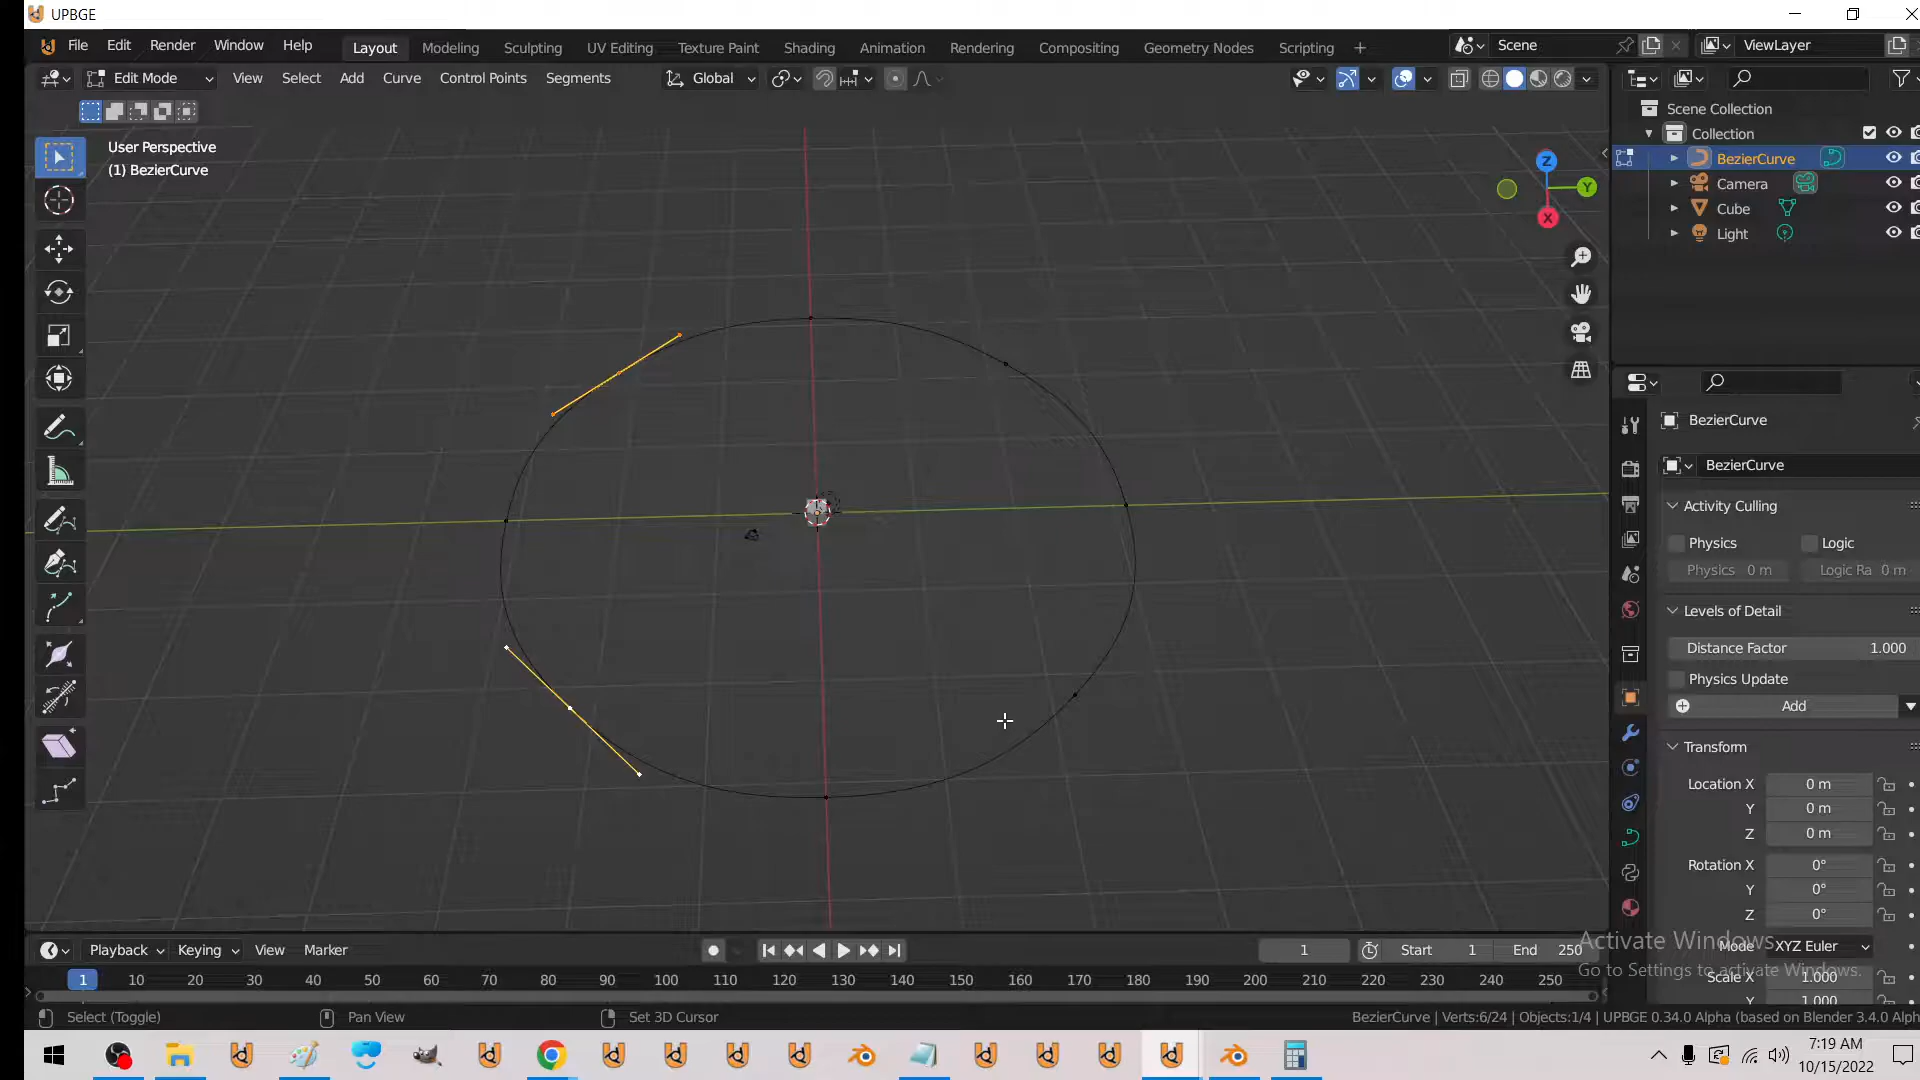 UPBGE
File Edit Render Window Help
Layout Modeling Sculpting UV Editing Texture Paint Shading Animation Rendering Compositing Geometry Nodes Scripting
Scene
ViewLayer
Edit Mode View Select Add Curve Control Points Segments
Global
User Perspective
(1) BezierCurve
Z
Y
X
Scene Collection
Collection
BezierCurve
Camera
Cube
Light
BezierCurve
BezierCurve
Activity Culling
Physics Logic
Physics 0 m Logic Ra 0 m
Levels of Detail
Distance Factor 1.000
Physics Update
Add
Transform
Location X 0 m
Y 0 m
Z 0 m
Rotation X 0°
Y 0°
Z 0°
Mode XYZ Euler
Scale X 1.000
Y 1.000
Activate Windows
Go to Settings to activate Windows.
Playback Keying View Marker
1 Start 1 End 250
1 10 20 30 40 50 60 70 80 90 100 110 120 130 140 150 160 170 180 190 200 210 220 230 240 250
Select (Toggle) Pan View Set 3D Cursor
BezierCurve | Verts:6/24 | Objects:1/4 | UPBGE 0.34.0 Alpha (based on Blender 3.4.0 Alph
7:19 AM
10/15/2022